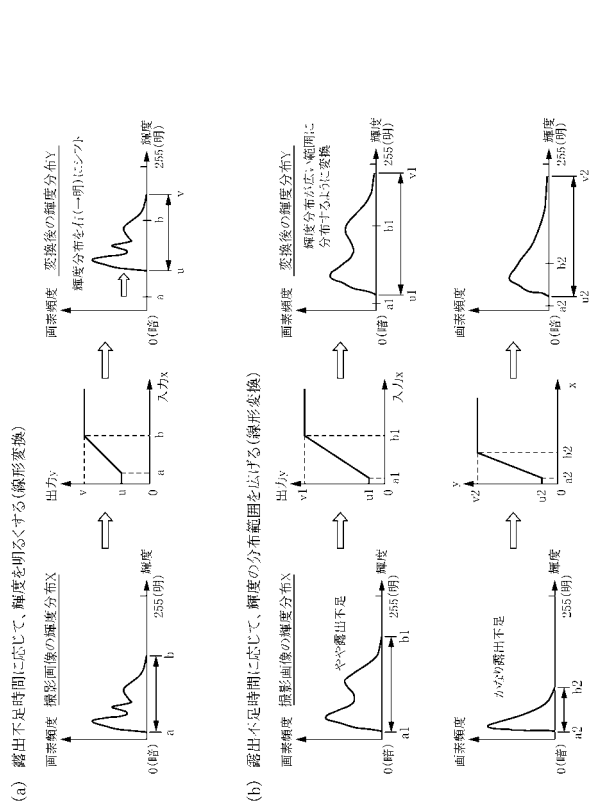 (a) 露出不足時間に応じて、輝度を明るくする(線形変換)
画素頻度 撮影画像の輝度分布X
0(暗) a b 255(明) 輝度
出力y
v
u
0 a b 入力x
画素頻度 変換後の輝度分布Y
輝度分布を右(→明)にシフト
0(暗) a b 255(明) 輝度
u v
(b) 露出不足時間に応じて、輝度の分布範囲を広げる(線形変換)
画素頻度 撮影画像の輝度分布X
やや露出不足
0(暗) a1 b1 255(明) 輝度
出力y
v1
u1
0 a1 b1 入力x
画素頻度 変換後の輝度分布Y
輝度分布が広い範囲に
分布するように変換
0(暗) a1 b1 255(明) 輝度
u1 v1
画素頻度
かなり露出不足
0(暗) a2 b2 255(明) 輝度
y
v2
u2
0 a2 b2 x
画素頻度
0(暗) a2 b2 255(明) 輝度
u2 v2